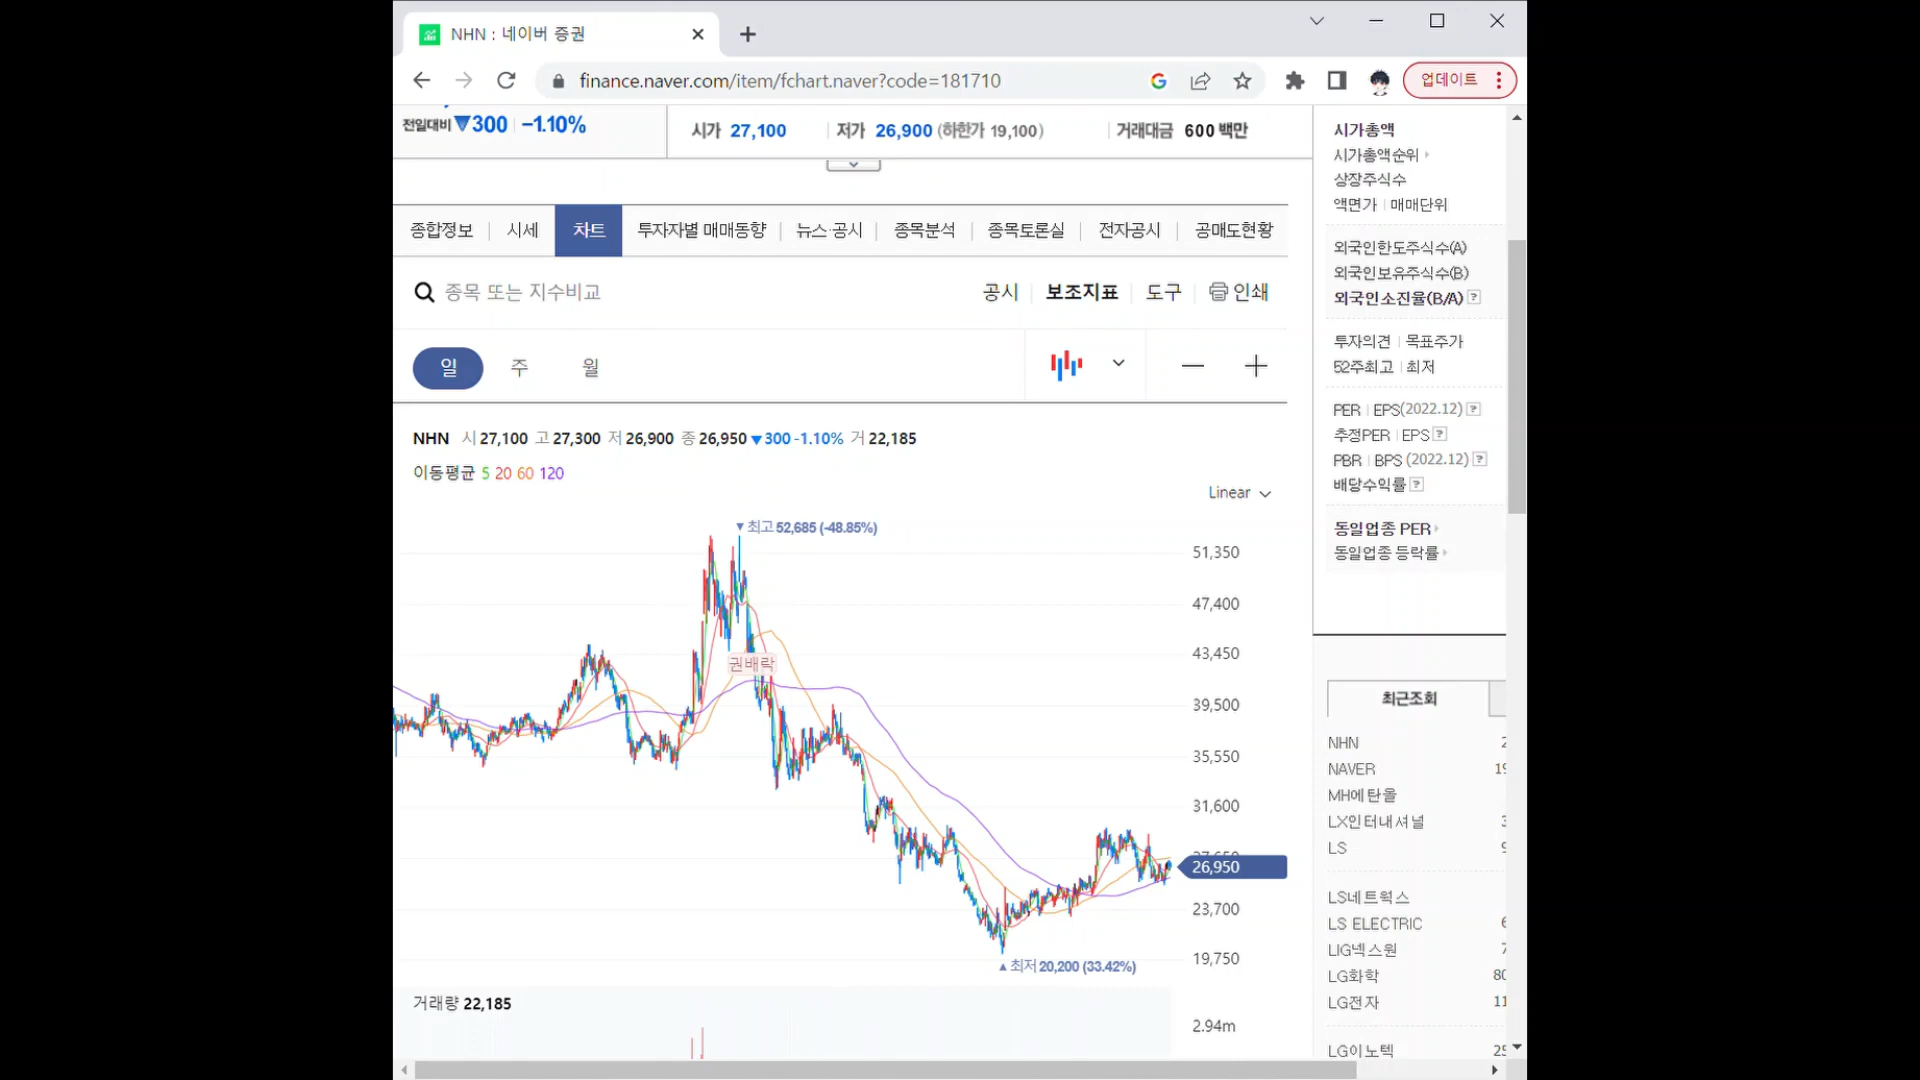 NHN : 네이버 증권
finance.naver.com/item/fchart.naver?code=181710
업데이트
전일대비 ▼300 | -1.10%
시가 27,100 | 저가 26,900 (하한가 19,100) | 거래대금 600 백만
종합정보 | 시세 차트 투자자별 매매동향 | 뉴스·공시 | 종목분석 | 종목토론실 | 전자공시 | 공매도현황
종목 또는 지수비교
공시 | 보조지표 | 도구 | 인쇄
일 주 월
NHN 시 27,100 고 27,300 저 26,900 종 26,950 ▼300 -1.10% 거 22,185
이동평균 5 20 60 120
Linear
▼최고 52,685 (-48.85%)
권배락
51,350
47,400
43,450
39,500
35,550
31,600
26,950
23,700
19,750
▲최저 20,200 (33.42%)
거래량 22,185
2.94m
시가총액
시가총액순위
상장주식수
액면가 | 매매단위
외국인한도주식수(A)
외국인보유주식수(B)
외국인소진율(B/A) ?
투자의견 | 목표주가
52주최고 | 최저
PER | EPS(2022.12) ?
추정PER | EPS ?
PBR | BPS (2022.12) ?
배당수익률 ?
동일업종 PER
동일업종 등락률
최근조회
NHN 2
NAVER 19
MH에탄올
LX인터내셔널 3
LS 9
LS네트웍스
LS ELECTRIC 6
LIG넥스원 7
LG화학 80
LG전자 11
LG이노텍 25